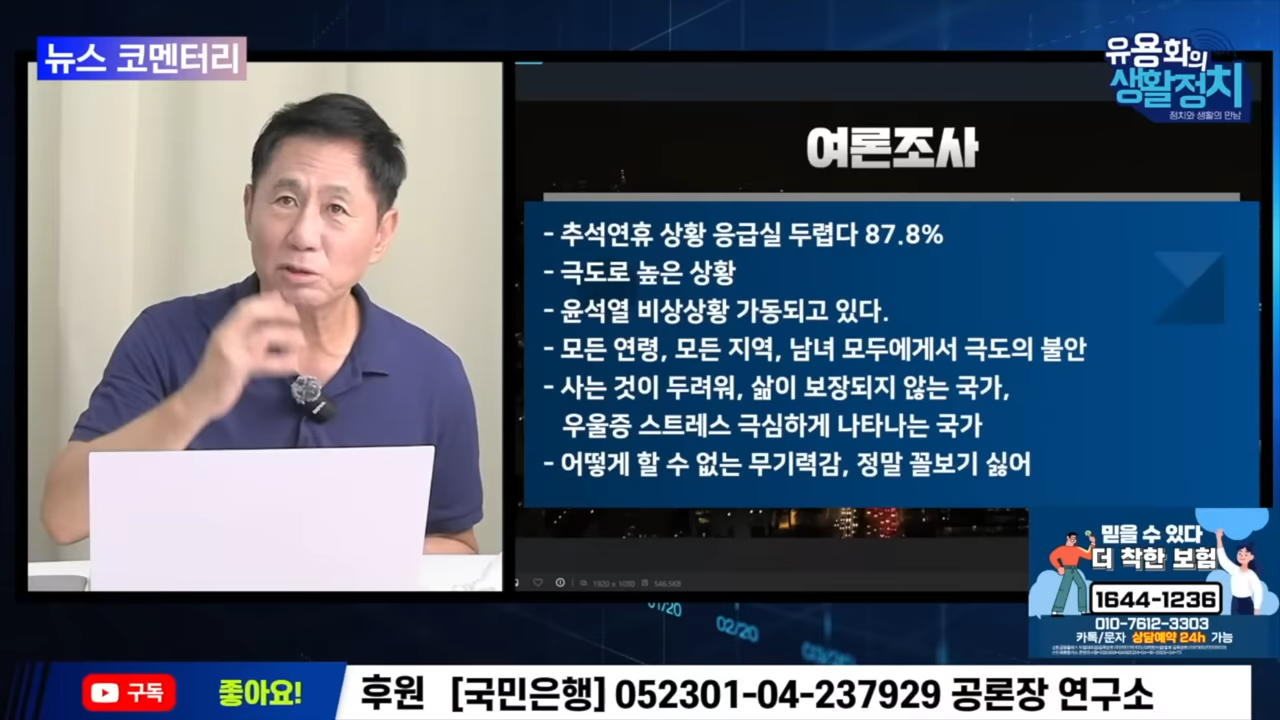 뉴스 코멘터리
유용화의
생활정치
정치와 생활의 만남
여론조사
- 추석연휴 상황 응급실 두렵다 87.8%
- 극도로 높은 상황
- 윤석열 비상상황 가동되고 있다.
- 모든 연령, 모든 지역, 남녀 모두에게서 극도의 불안
- 사는 것이 두려워, 삶이 보장되지 않는 국가,
우울증 스트레스 극심하게 나타나는 국가
- 어떻게 할 수 없는 무기력감, 정말 꼴보기 싫어
1920 x 1080
546.5KB
01/20
02/20
믿을 수 있다
더 착한 보험
1644-1236
010-7612-3303
카톡/문자 상담예약 24h 가능
구독
좋아요!
후원 [국민은행] 052301-04-237929 공론장 연구소